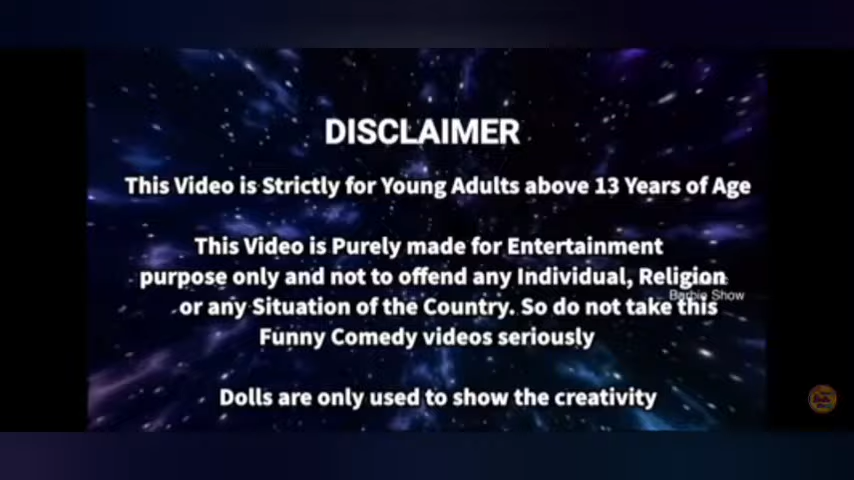 DISCLAIMER
This Video is Strictly for Young Adults above 13 Years of Age
This Video is Purely made for Entertainment
purpose only and not to offend any Individual, Religion
or any Situation of the Country. So do not take this
Barbie Show
Funny Comedy videos seriously
Dolls are only used to show the creativity